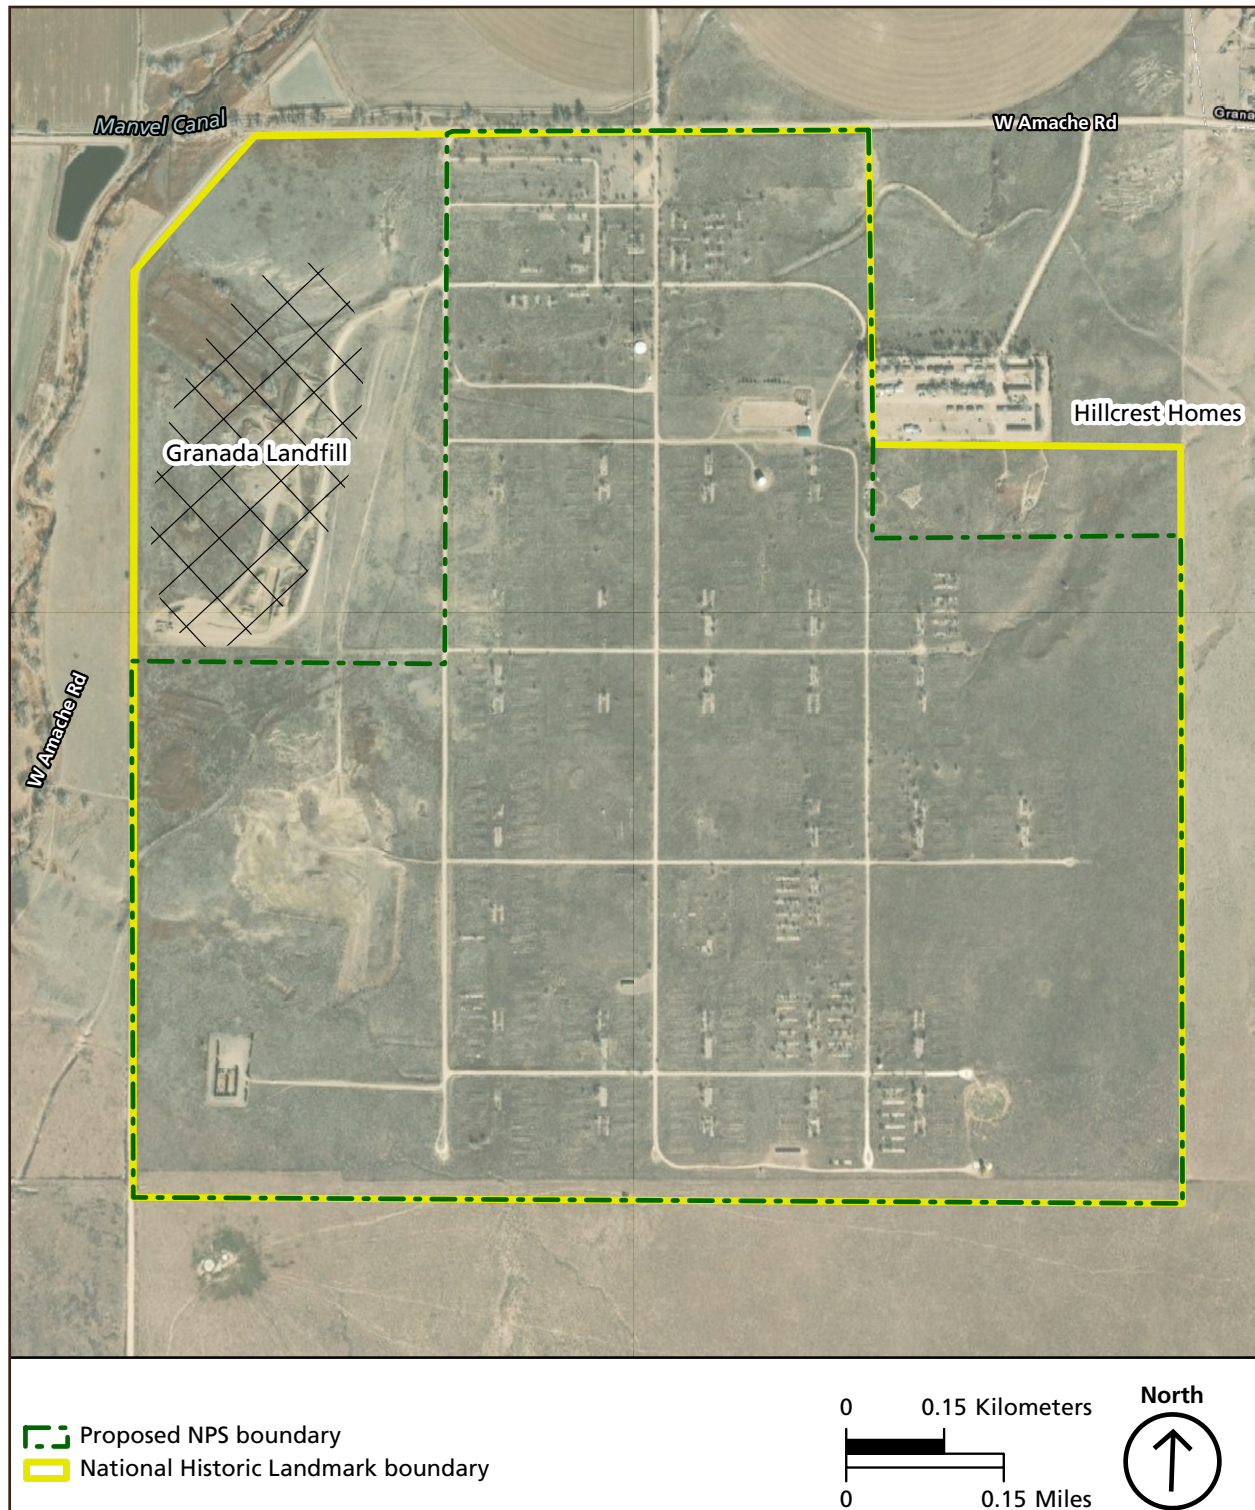 Manvel Canal
W Amache Rd
Grana
Hillcrest Homes
Granada Landfill
W Amache Rd
Proposed NPS boundary
National Historic Landmark boundary
0 0.15 Kilometers
0 0.15 Miles
North